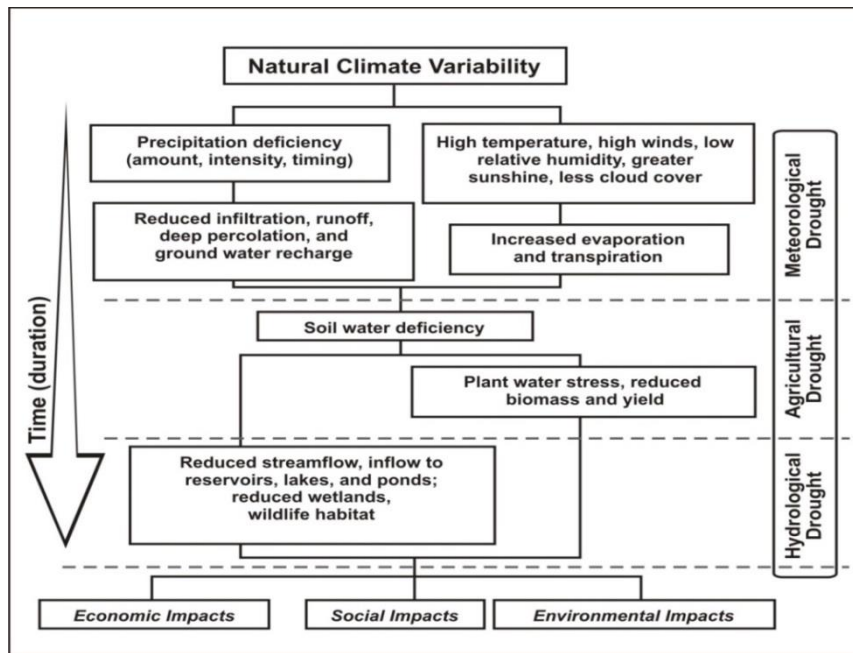 Natural Climate Variability
Precipitation deficiency
(amount, intensity, timing)
High temperature, high winds, low
relative humidity, greater
sunshine, less cloud cover
Reduced infiltration, runoff,
deep percolation, and
ground water recharge
Increased evaporation
and transpiration
Meteorological
Drought
Time (duration)
Soil water deficiency
Plant water stress, reduced
biomass and yield
Agricultural
Drought
Reduced streamflow, inflow to
reservoirs, lakes, and ponds;
reduced wetlands,
wildlife habitat
Hydrological
Drought
Economic Impacts
Social Impacts
Environmental Impacts